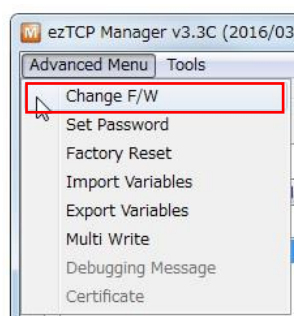 ezTCP Manager v3.3C (2016/03
Advanced Menu Tools
Change F/W
Set Password
Factory Reset
Import Variables
Export Variables
Multi Write
Debugging Message
Certificate